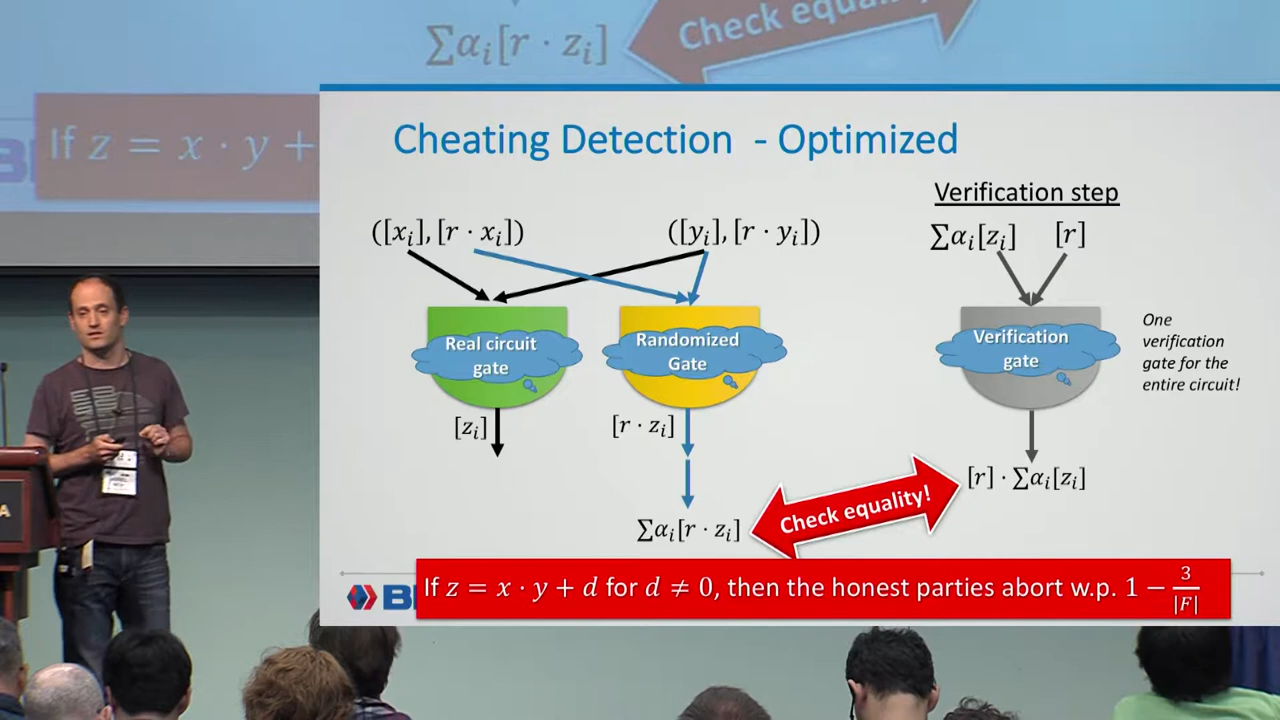 ∑αᵢ[r · zᵢ]
Check equality!
If z = x · y +
Cheating Detection - Optimized
Verification step
([xᵢ], [r · xᵢ])
([yᵢ], [r · yᵢ])
∑αᵢ[zᵢ] [r]
Real circuit
gate
Randomized
Gate
Verification
gate
One
verification
gate for the
entire circuit!
[zᵢ]
[r · zᵢ]
[r] · ∑αᵢ[zᵢ]
Check equality!
∑αᵢ[r · zᵢ]
If z = x · y + d for d ≠ 0, then the honest parties abort w.p. 1 − 3/|F|